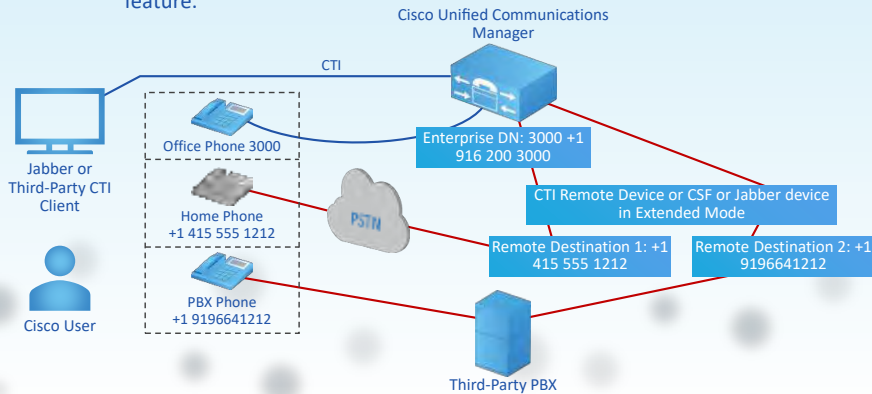 feature.
Cisco Unified Communications
Manager
CTI
Office Phone 3000
Enterprise DN: 3000 +1
916 200 3000
Jabber or
Third-Party CTI
Client
Home Phone
+1 415 555 1212
PSTN
CTI Remote Device or CSF or Jabber device
in Extended Mode
Remote Destination 1: +1
415 555 1212
Remote Destination 2: +1
9196641212
PBX Phone
+1 9196641212
Cisco User
Third-Party PBX